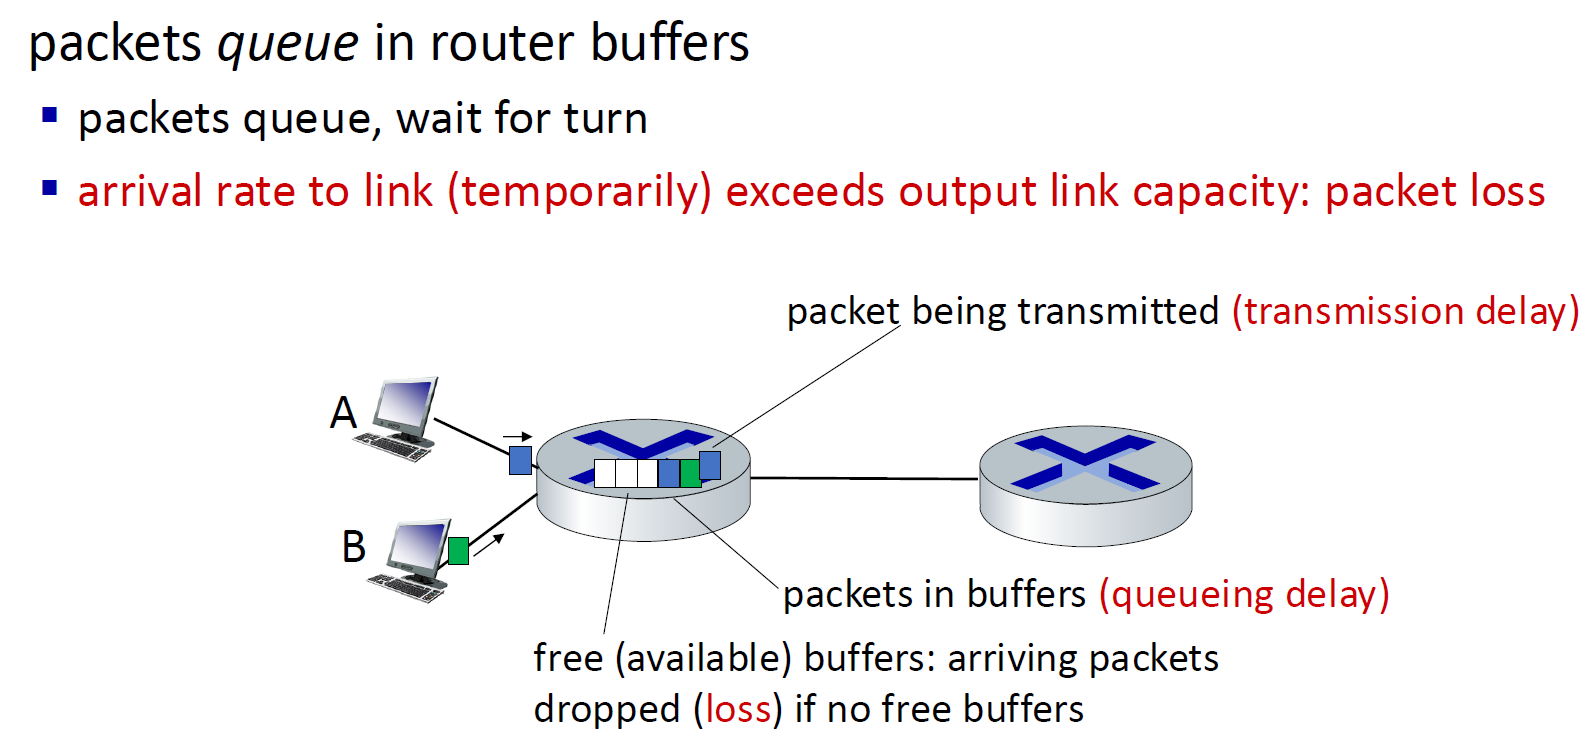 packets queue in router buffers
packets queue, wait for turn
arrival rate to link (temporarily) exceeds output link capacity: packet loss
packet being transmitted (transmission delay)
A
B
packets in buffers (queueing delay)
free (available) buffers: arriving packets
dropped (loss) if no free buffers